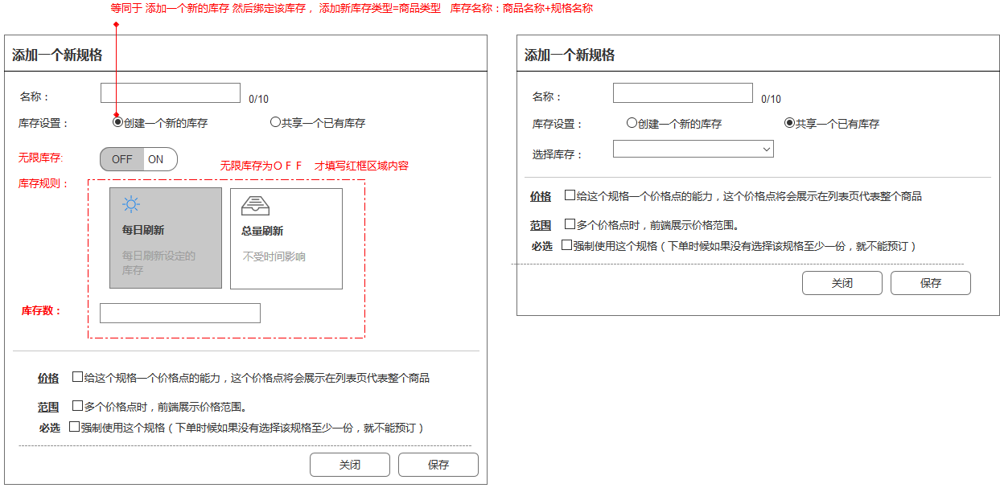 等同于 添加一个新的库存 然后绑定该库存， 添加新库存类型=商品类型   库存名称：商品名称+规格名称
添加一个新规格
名称：
0/10
库存设置：
创建一个新的库存
共享一个已有库存
无限库存:
OFF
ON
无限库存为ＯＦＦ  才填写红框区域内容
库存规则：
每日刷新
每日刷新设定的
库存
总量刷新
不受时间影响
库存数：
价格
给这个规格一个价格点的能力，这个价格点将会展示在列表页代表整个商品
范围
多个价格点时，前端展示价格范围。
必选
强制使用这个规格（下单时候如果没有选择该规格至少一份，就不能预订）
关闭
保存
添加一个新规格
名称：
0/10
库存设置：
创建一个新的库存
共享一个已有库存
选择库存：
价格
给这个规格一个价格点的能力，这个价格点将会展示在列表页代表整个商品
范围
多个价格点时，前端展示价格范围。
必选
强制使用这个规格（下单时候如果没有选择该规格至少一份，就不能预订）
关闭
保存